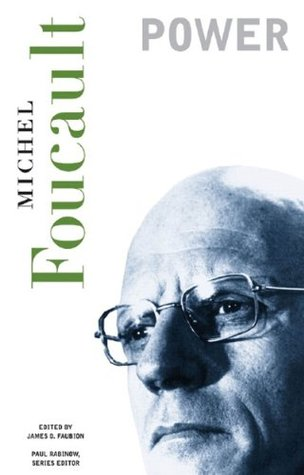 POWER
MICHEL
Foucault
EDITED BY
JAMES D. FAUBION
PAUL RABINOW,
SERIES EDITOR